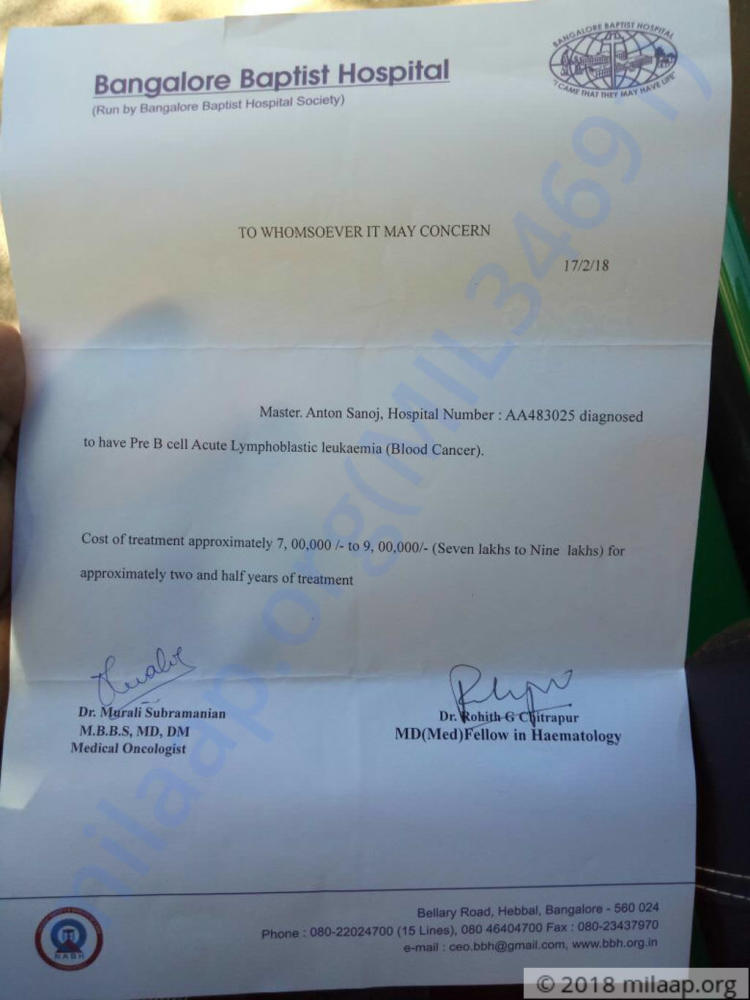 Bangalore Baptist Hospital
(Run by Bangalore Baptist Hospital Society)
BANGALORE BAPTIST HOSPITAL
"I CAME THAT THEY MAY HAVE LIFE"
TO WHOMSOEVER IT MAY CONCERN
17/2/18
Master. Anton Sanoj, Hospital Number : AA483025 diagnosed
to have Pre B cell Acute Lymphoblastic leukaemia (Blood Cancer).
Cost of treatment approximately 7, 00,000 /- to 9, 00,000/- (Seven lakhs to Nine lakhs) for
approximately two and half years of treatment
Dr. Murali Subramanian
M.B.B.S, MD, DM
Medical Oncologist
Dr. Rohith G Chitrapur
MD(Med)Fellow in Haematology
Bellary Road, Hebbal, Bangalore - 560 024
Phone : 080-22024700 (15 Lines), 080 46404700 Fax : 080-23437970
e-mail : ceo.bbh@gmail.com, www.bbh.org.in
NABH
milaap.org(MIL346917)
© 2018 milaap.org